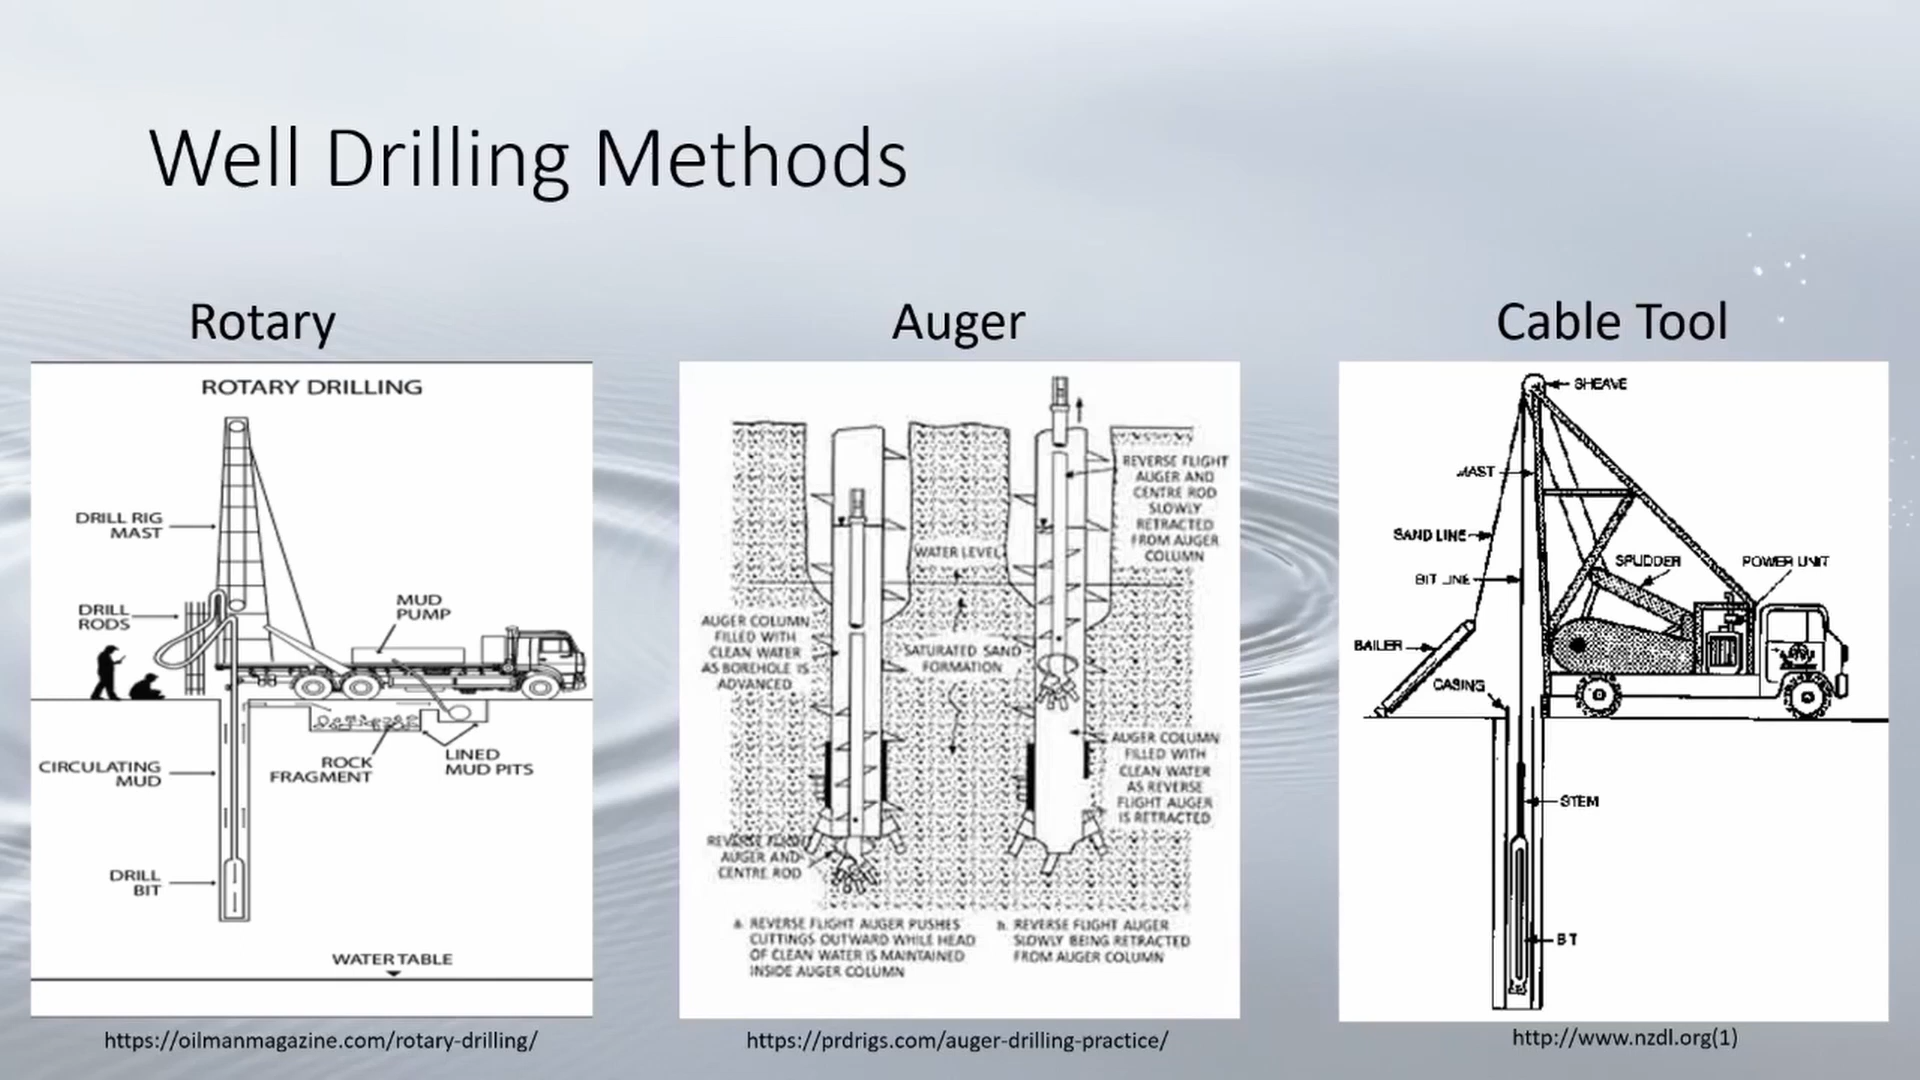 Well Drilling Methods
Rotary
ROTARY DRILLING
DRILL RIG
MAST
DRILL
RODS
MUD
PUMP
CIRCULATING
MUD
ROCK
FRAGMENT
LINED
MUD PITS
DRILL
BIT
WATER TABLE
https://oilmanmagazine.com/rotary-drilling/
Auger
REVERSE FLIGHT
AUGER AND
CENTRE ROD
SLOWLY
RETRACTED
FROM AUGER
COLUMN
WATER LEVEL
AUGER COLUMN
FILLED WITH
CLEAN WATER
AS BOREHOLE IS
ADVANCED
SATURATED SAND
FORMATION
AUGER COLUMN
FILLED WITH
CLEAN WATER
AS REVERSE
FLIGHT AUGER
IS RETRACTED
REVERSE
AUGER AND
CENTRE ROD
a. REVERSE FLIGHT AUGER PUSHES
CUTTINGS OUTWARD WHILE HEAD
OF CLEAN WATER IS MAINTAINED
INSIDE AUGER COLUMN
b. REVERSE FLIGHT AUGER
SLOWLY BEING RETRACTED
FROM AUGER COLUMN
https://prdrigs.com/auger-drilling-practice/
Cable Tool
SHEAVE
MAST
SAND LINE
BIT LINE
SPUDDER
POWER UNIT
BAILER
CASING
STEM
BIT
http://www.nzdl.org(1)